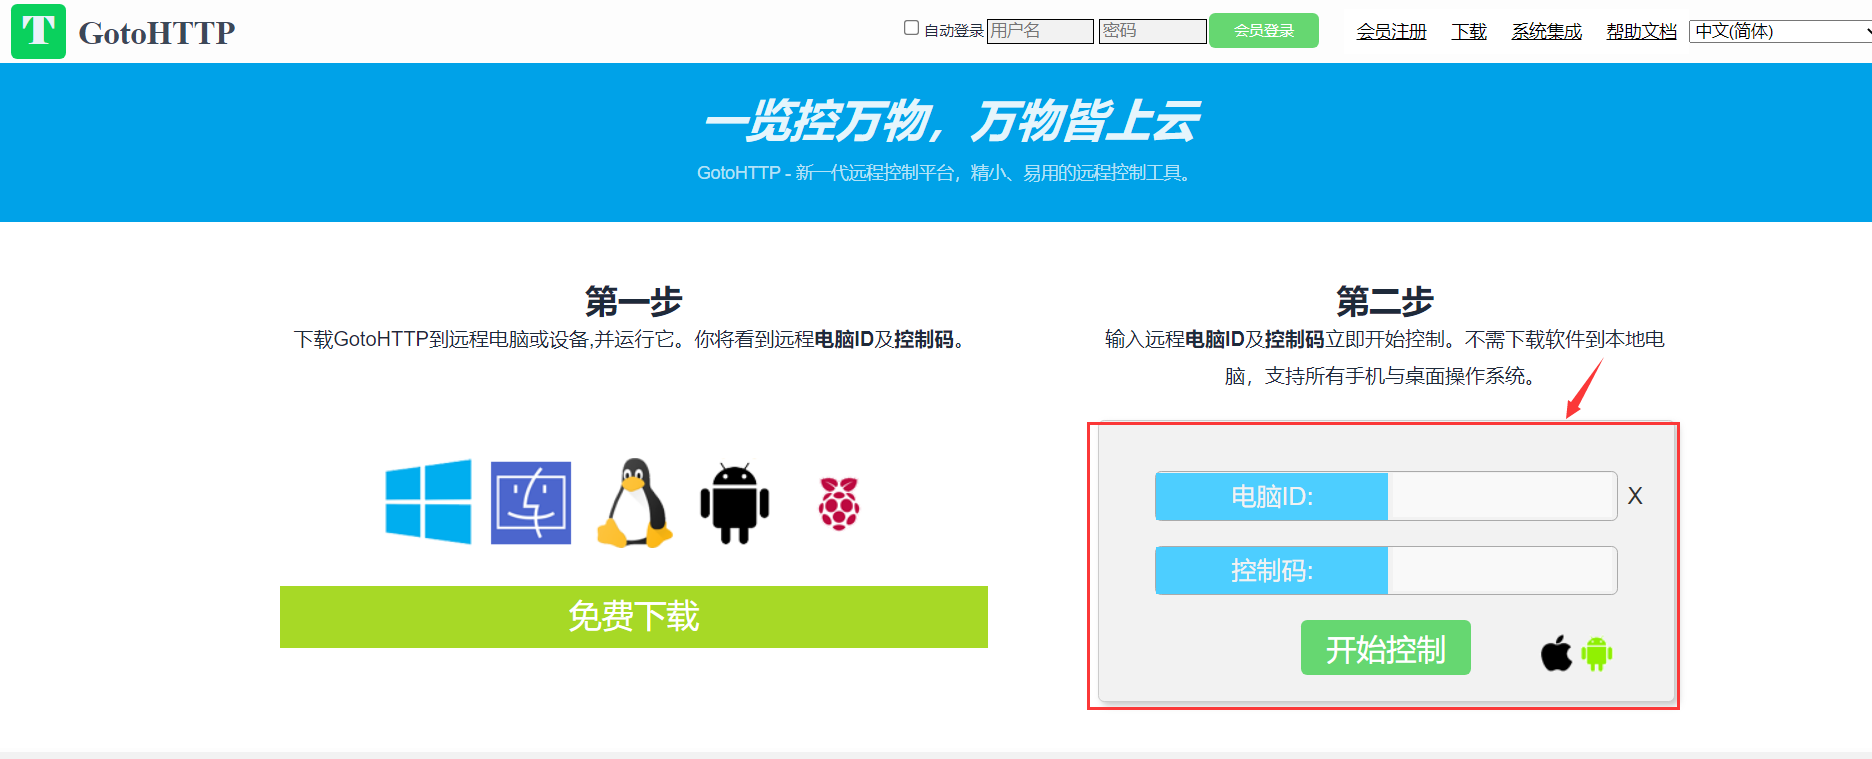 T GotoHTTP
自动登录 用户名 密码 会员登录 会员注册 下载 系统集成 帮助文档 中文(简体)
一览控万物，万物皆上云
GotoHTTP - 新一代远程控制平台，精小、易用的远程控制工具。
第一步
下载GotoHTTP到远程电脑或设备,并运行它。你将看到远程电脑ID及控制码。
免费下载
第二步
输入远程电脑ID及控制码立即开始控制。不需下载软件到本地电
脑，支持所有手机与桌面操作系统。
电脑ID: X
控制码:
开始控制